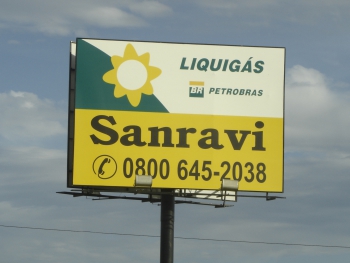 LIQUIGÁS
BR PETROBRAS
Sanravi
0800 645-2038